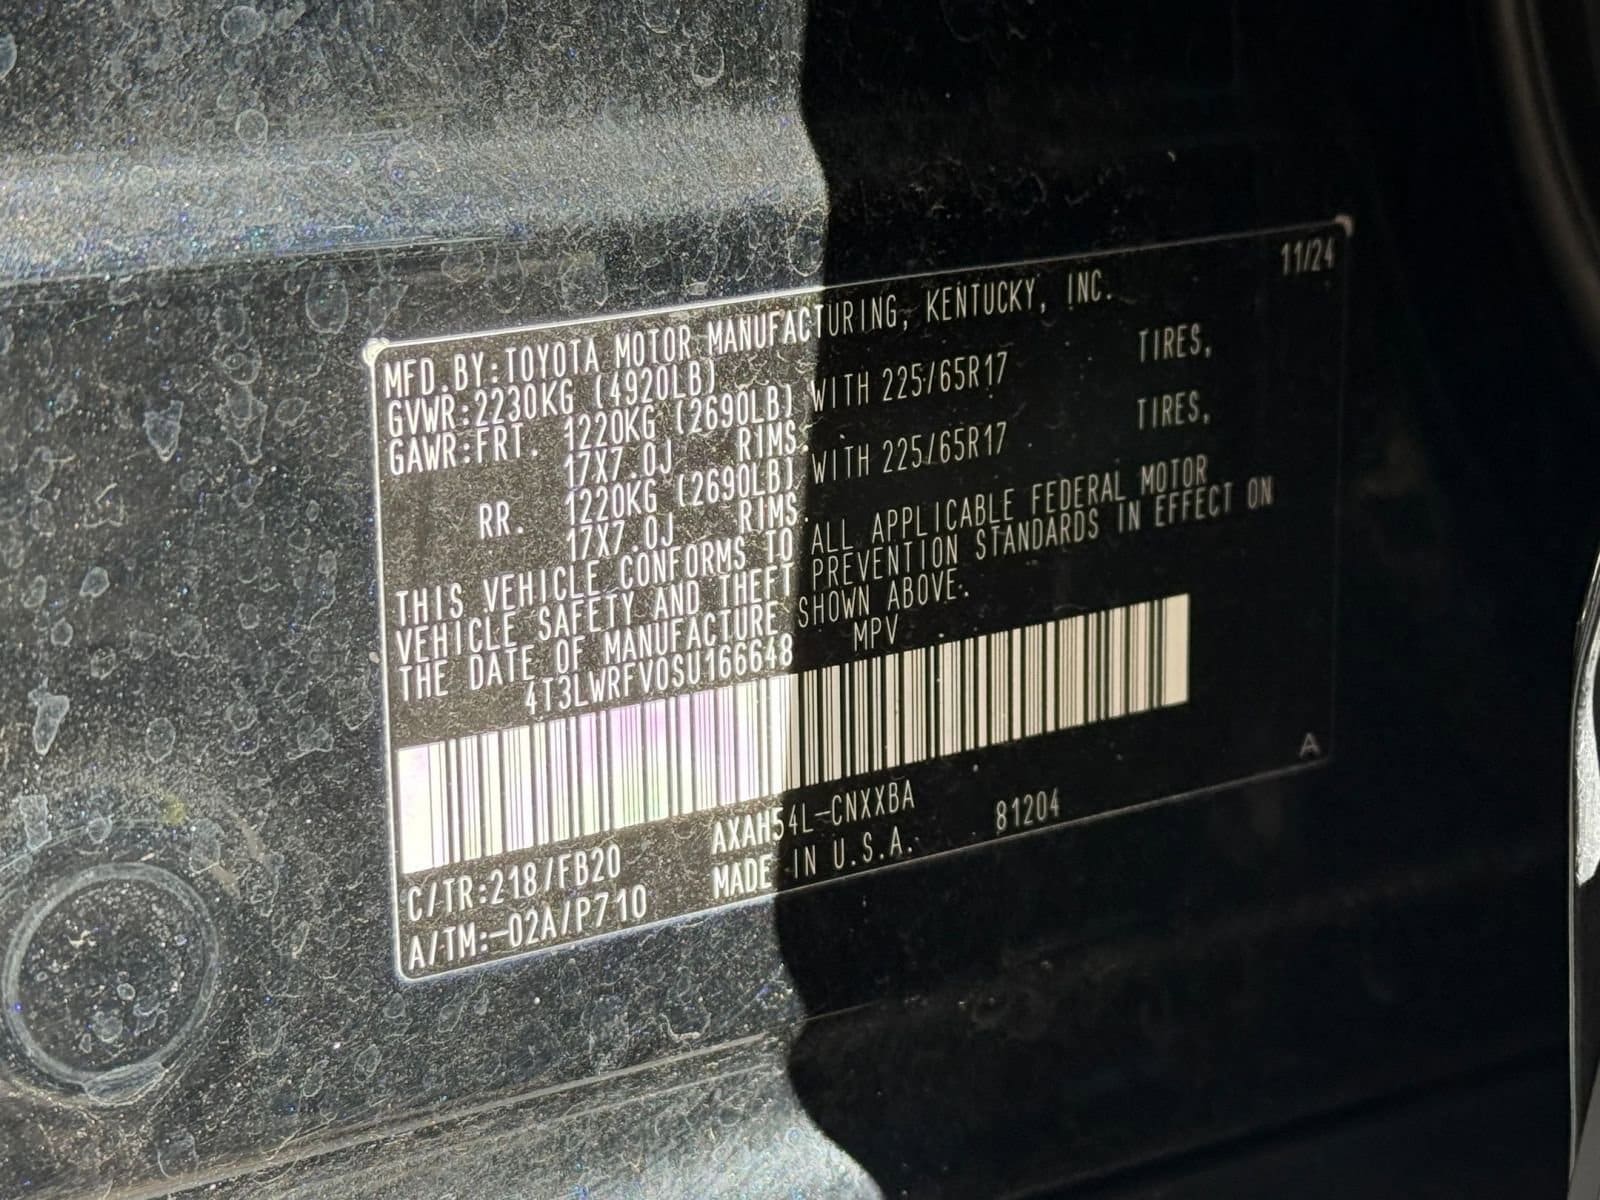 11/24
MFD.BY:TOYOTA MOTOR MANUFACTURING, KENTUCKY, INC.
GVWR:2230KG (4920LB)
GAWR:FRT. 1220KG (2690LB) WITH 225/65R17 TIRES,
17X7.0J RIMS.
RR. 1220KG (2690LB) WITH 225/65R17 TIRES,
17X7.0J RIMS.
THIS VEHICLE CONFORMS TO ALL APPLICABLE FEDERAL MOTOR
VEHICLE SAFETY AND THEFT PREVENTION STANDARDS IN EFFECT ON
THE DATE OF MANUFACTURE SHOWN ABOVE.
4T3LWRFV0SU166648 MPV
A
C/TR:218/FB20 AXAH54L-CNXXBA 81204
A/TM:-02A/P710 MADE IN U.S.A.